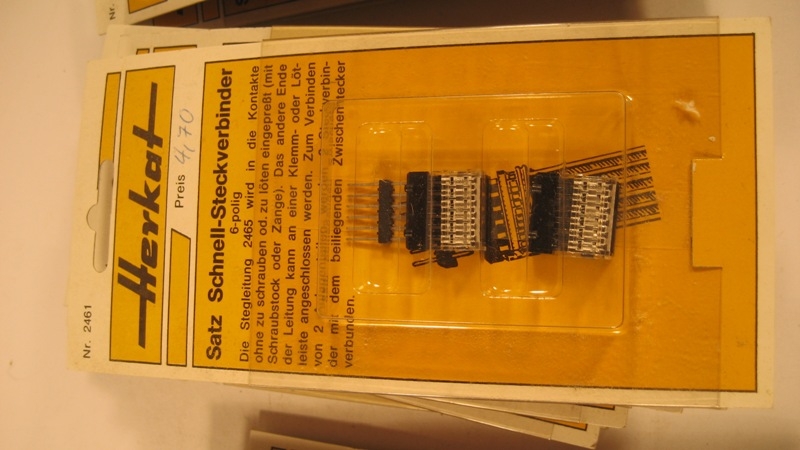 Nr. 2461
Herkat
Preis 4,70
Satz Schnell-Steckverbinder
6-polig
Die Stegleitung 2465 wird in die Kontakte
ohne zu schrauben od. zu löten eingepreßt (mit
Schraubstock oder Zange). Das andere Ende
der Leitung kann an einer Klemm- oder Löt-
leiste angeschlossen werden. Zum Verbinden
von 2
der mit dem beiliegenden Zwischenstecker
verbunden.
Nr.